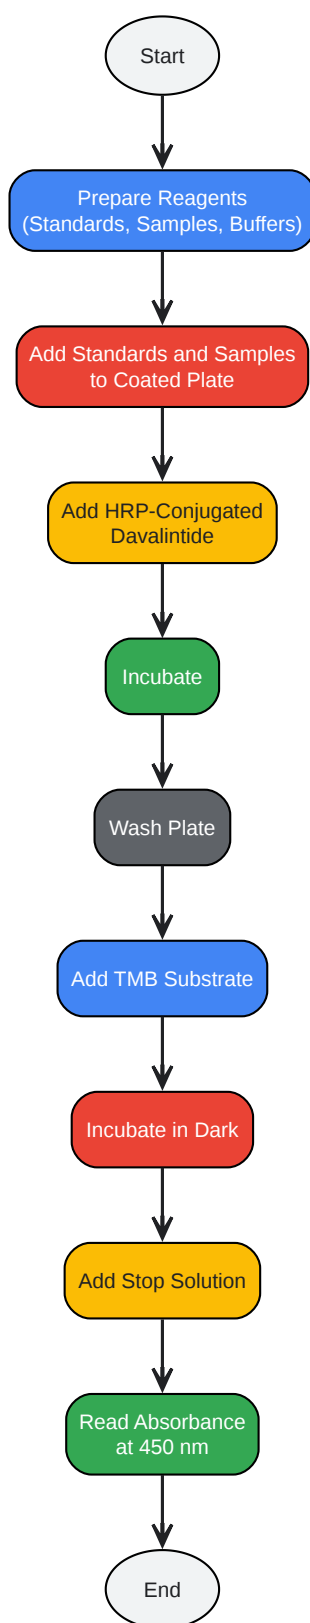 Start
Prepare Reagents
(Standards, Samples, Buffers)
Add Standards and Samples
to Coated Plate
Add HRP-Conjugated
Davalintide
Incubate
Wash Plate
Add TMB Substrate
Incubate in Dark
Add Stop Solution
Read Absorbance
at 450 nm
End